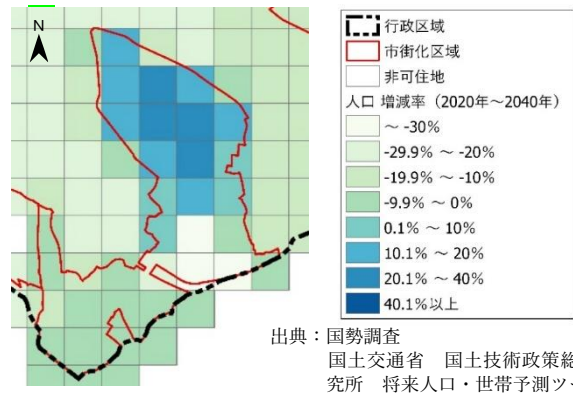 N
行政区域
市街化区域
非可住地
人口 増減率（2020年～2040年）
～ -30%
-29.9% ～ -20%
-19.9% ～ -10%
-9.9% ～ 0%
0.1% ～ 10%
10.1% ～ 20%
20.1% ～ 40%
40.1%以上
出典：国勢調査
国土交通省　国土技術政策総
究所　将来人口・世帯予測ツ